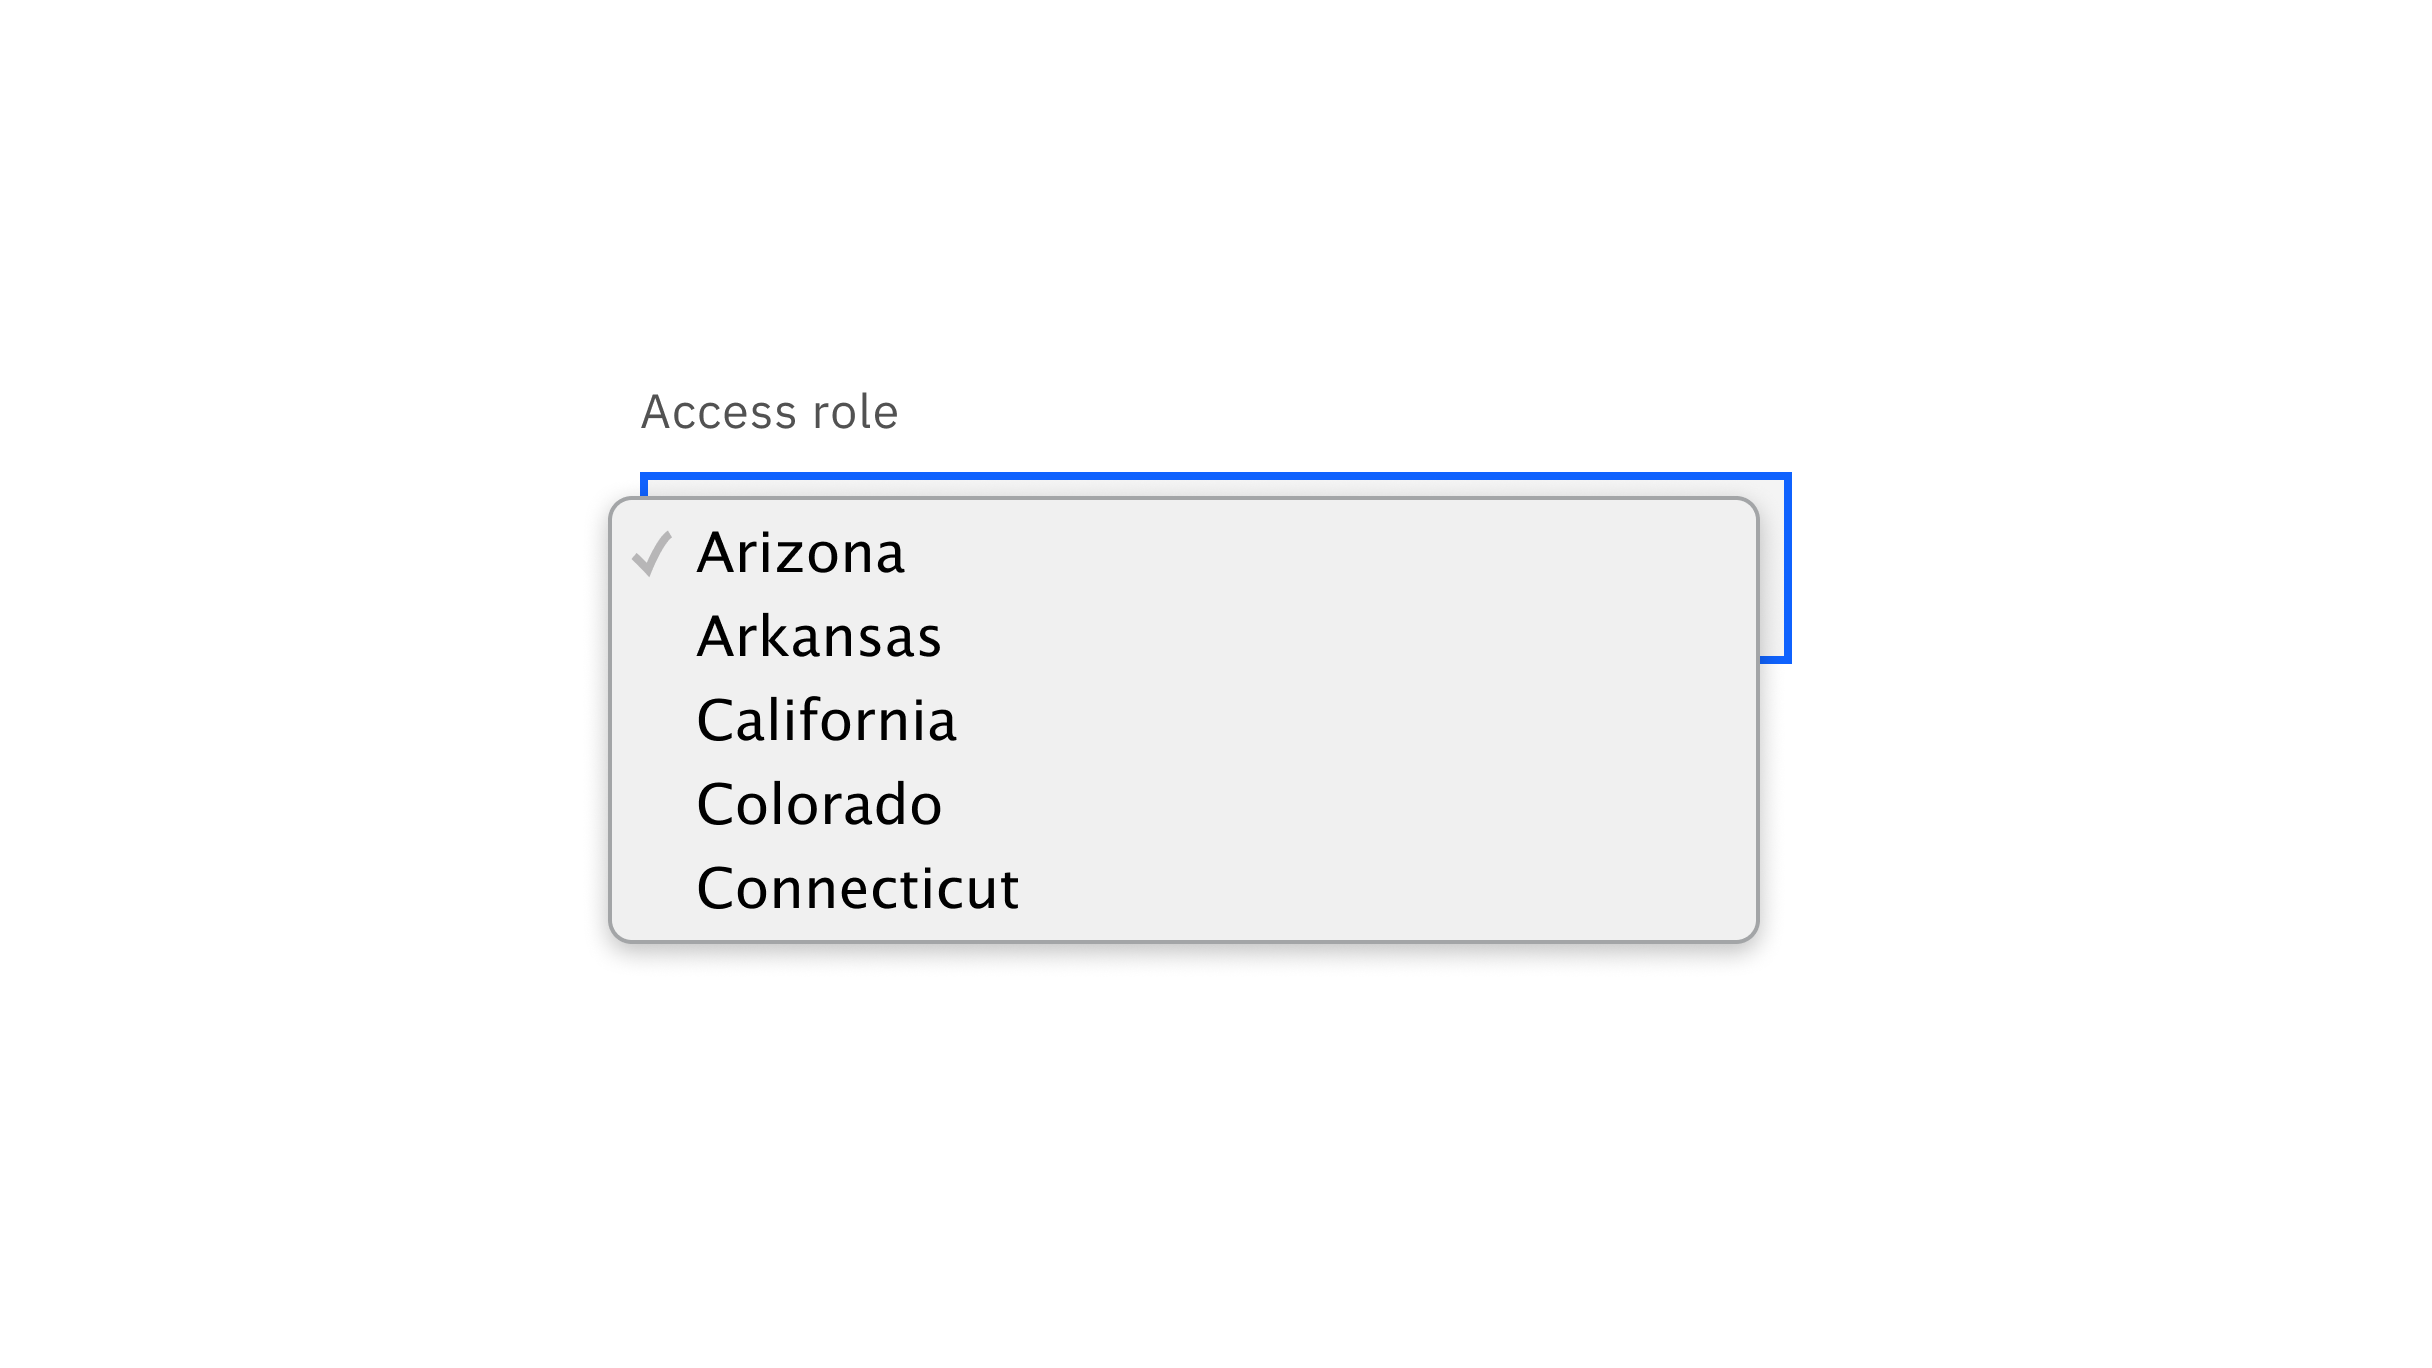 Access role
Arizona
Arkansas
California
Colorado
Connecticut